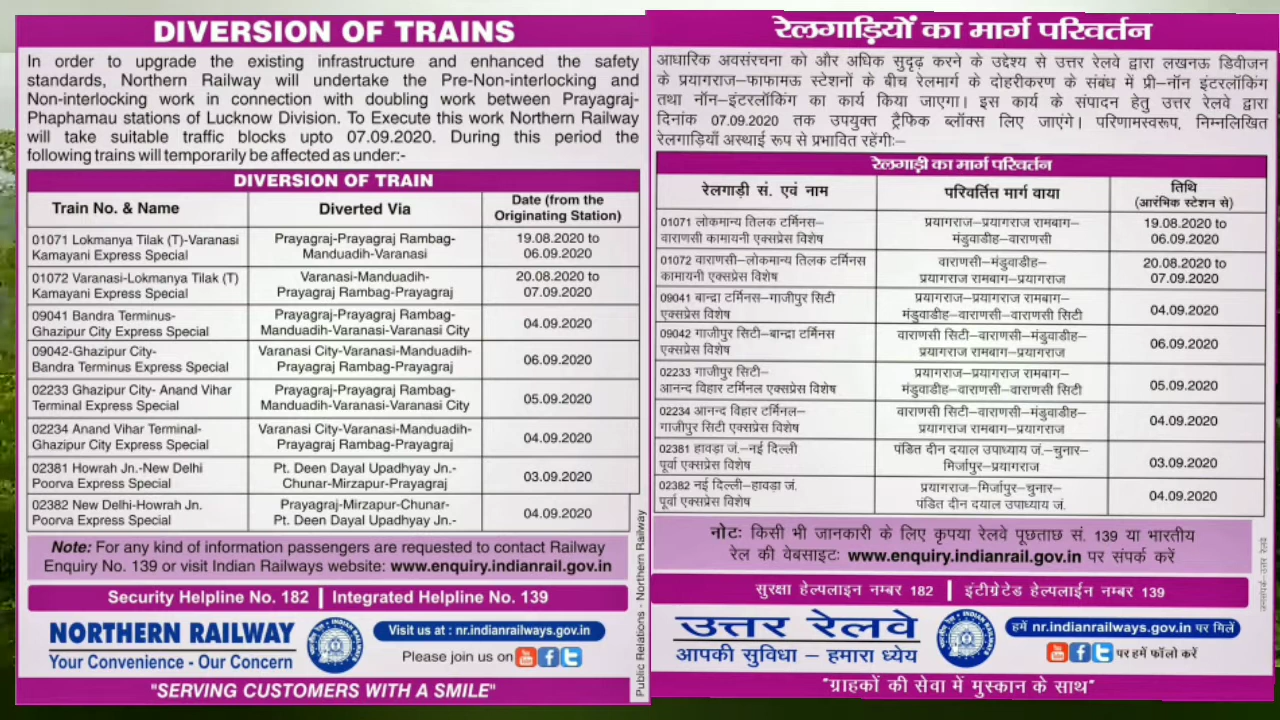 DIVERSION OF TRAINS
In order to upgrade the existing infrastructure and enhanced the safety
standards, Northern Railway will undertake the Pre-Non-interlocking and
Non-interlocking work in connection with doubling work between Prayagraj-
Phaphamau stations of Lucknow Division. To Execute this work Northern Railway
will take suitable traffic blocks upto 07.09.2020. During this period the
following trains will temporarily be affected as under:-
DIVERSION OF TRAIN
Train No. & Name
Diverted Via
Date (from the
Originating Station)
01071 Lokmanya Tilak (T)-Varanasi
Kamayani Express Special
Prayagraj-Prayagraj Rambag-
Manduadih-Varanasi
19.08.2020 to
06.09.2020
01072 Varanasi-Lokmanya Tilak (T)
Kamayani Express Special
Varanasi-Manduadih-
Prayagraj Rambag-Prayagraj
20.08.2020 to
07.09.2020
09041 Bandra Terminus-
Ghazipur City Express Special
Prayagraj-Prayagraj Rambag-
Manduadih-Varanasi-Varanasi City
04.09.2020
09042-Ghazipur City-
Bandra Terminus Express Special
Varanasi City-Varanasi-Manduadih-
Prayagraj Rambag-Prayagraj
06.09.2020
02233 Ghazipur City- Anand Vihar
Terminal Express Special
Prayagraj-Prayagraj Rambag-
Manduadih-Varanasi-Varanasi City
05.09.2020
02234 Anand Vihar Terminal-
Ghazipur City Express Special
Varanasi City-Varanasi-Manduadih-
Prayagraj Rambag-Prayagraj
04.09.2020
02381 Howrah Jn.-New Delhi
Poorva Express Special
Pt. Deen Dayal Upadhyay Jn.-
Chunar-Mirzapur-Prayagraj
03.09.2020
02382 New Delhi-Howrah Jn.
Poorva Express Special
Prayagraj-Mirzapur-Chunar-
Pt. Deen Dayal Upadhyay Jn.-
04.09.2020
Note: For any kind of information passengers are requested to contact Railway
Enquiry No. 139 or visit Indian Railways website: www.enquiry.indianrail.gov.in
Security Helpline No. 182 | Integrated Helpline No. 139
NORTHERN RAILWAY
Your Convenience - Our Concern
Visit us at : nr.indianrailways.gov.in
Please join us on
"SERVING CUSTOMERS WITH A SMILE"
Public Relations - Northern Railway
रेलगाड़ियों का मार्ग परिवर्तन
आधारिक अवसंरचना को और अधिक सुदृढ़ करने के उद्देश्य से उत्तर रेलवे द्वारा लखनऊ डिवीजन
के प्रयागराज–फाफामऊ स्टेशनों के बीच रेलमार्ग के दोहरीकरण के संबंध में प्री–नॉन इंटरलॉकिंग
तथा नॉन–इंटरलॉकिंग का कार्य किया जाएगा। इस कार्य के संपादन हेतु उत्तर रेलवे द्वारा
दिनांक 07.09.2020 तक उपयुक्त ट्रैफिक ब्लॉक्स लिए जाएंगे। परिणामस्वरूप, निम्नलिखित
रेलगाड़ियाँ अस्थाई रूप से प्रभावित रहेंगीः–
रेलगाड़ी का मार्ग परिवर्तन
रेलगाड़ी सं. एवं नाम
परिवर्तित मार्ग वाया
तिथि
(आरंभिक स्टेशन से)
01071 लोकमान्य तिलक टर्मिनस–
वाराणसी कामायनी एक्सप्रेस विशेष
प्रयागराज–प्रयागराज रामबाग–
मंडुवाडीह–वाराणसी
19.08.2020 to
06.09.2020
01072 वाराणसी–लोकमान्य तिलक टर्मिनस
कामायनी एक्सप्रेस विशेष
वाराणसी–मंडुवाडीह–
प्रयागराज रामबाग–प्रयागराज
20.08.2020 to
07.09.2020
09041 बान्द्रा टर्मिनस–गाजीपुर सिटी
एक्सप्रेस विशेष
प्रयागराज–प्रयागराज रामबाग–
मंडुवाडीह–वाराणसी–वाराणसी सिटी
04.09.2020
09042 गाजीपुर सिटी–बान्द्रा टर्मिनस
एक्सप्रेस विशेष
वाराणसी सिटी–वाराणसी–मंडुवाडीह–
प्रयागराज रामबाग–प्रयागराज
06.09.2020
02233 गाजीपुर सिटी–
आनन्द विहार टर्मिनल एक्सप्रेस विशेष
प्रयागराज–प्रयागराज रामबाग–
मंडुवाडीह–वाराणसी–वाराणसी सिटी
05.09.2020
02234 आनन्द विहार टर्मिनल–
गाजीपुर सिटी एक्सप्रेस विशेष
वाराणसी सिटी–वाराणसी–मंडुवाडीह–
प्रयागराज रामबाग–प्रयागराज
04.09.2020
02381 हावड़ा जं.–नई दिल्ली
पूर्वा एक्सप्रेस विशेष
पंडित दीन दयाल उपाध्याय जं.–चुनार–
मिर्जापुर–प्रयागराज
03.09.2020
02382 नई दिल्ली–हावड़ा जं.
पूर्वा एक्सप्रेस विशेष
प्रयागराज–मिर्जापुर–चुनार–
पंडित दीन दयाल उपाध्याय जं.
04.09.2020
नोटः किसी भी जानकारी के लिए कृपया रेलवे पूछताछ सं. 139 या भारतीय
रेल की वेबसाइटः www.enquiry.indianrail.gov.in पर संपर्क करें
सुरक्षा हेल्पलाइन नम्बर 182 | इंटीग्रेटेड हेल्पलाईन नम्बर 139
उत्तर रेलवे
आपकी सुविधा – हमारा ध्येय
हमें nr.indianrailways.gov.in पर मिलें
पर हमें फॉलो करें
"ग्राहकों की सेवा में मुस्कान के साथ"
जनसंपर्क–उत्तर रेलवे